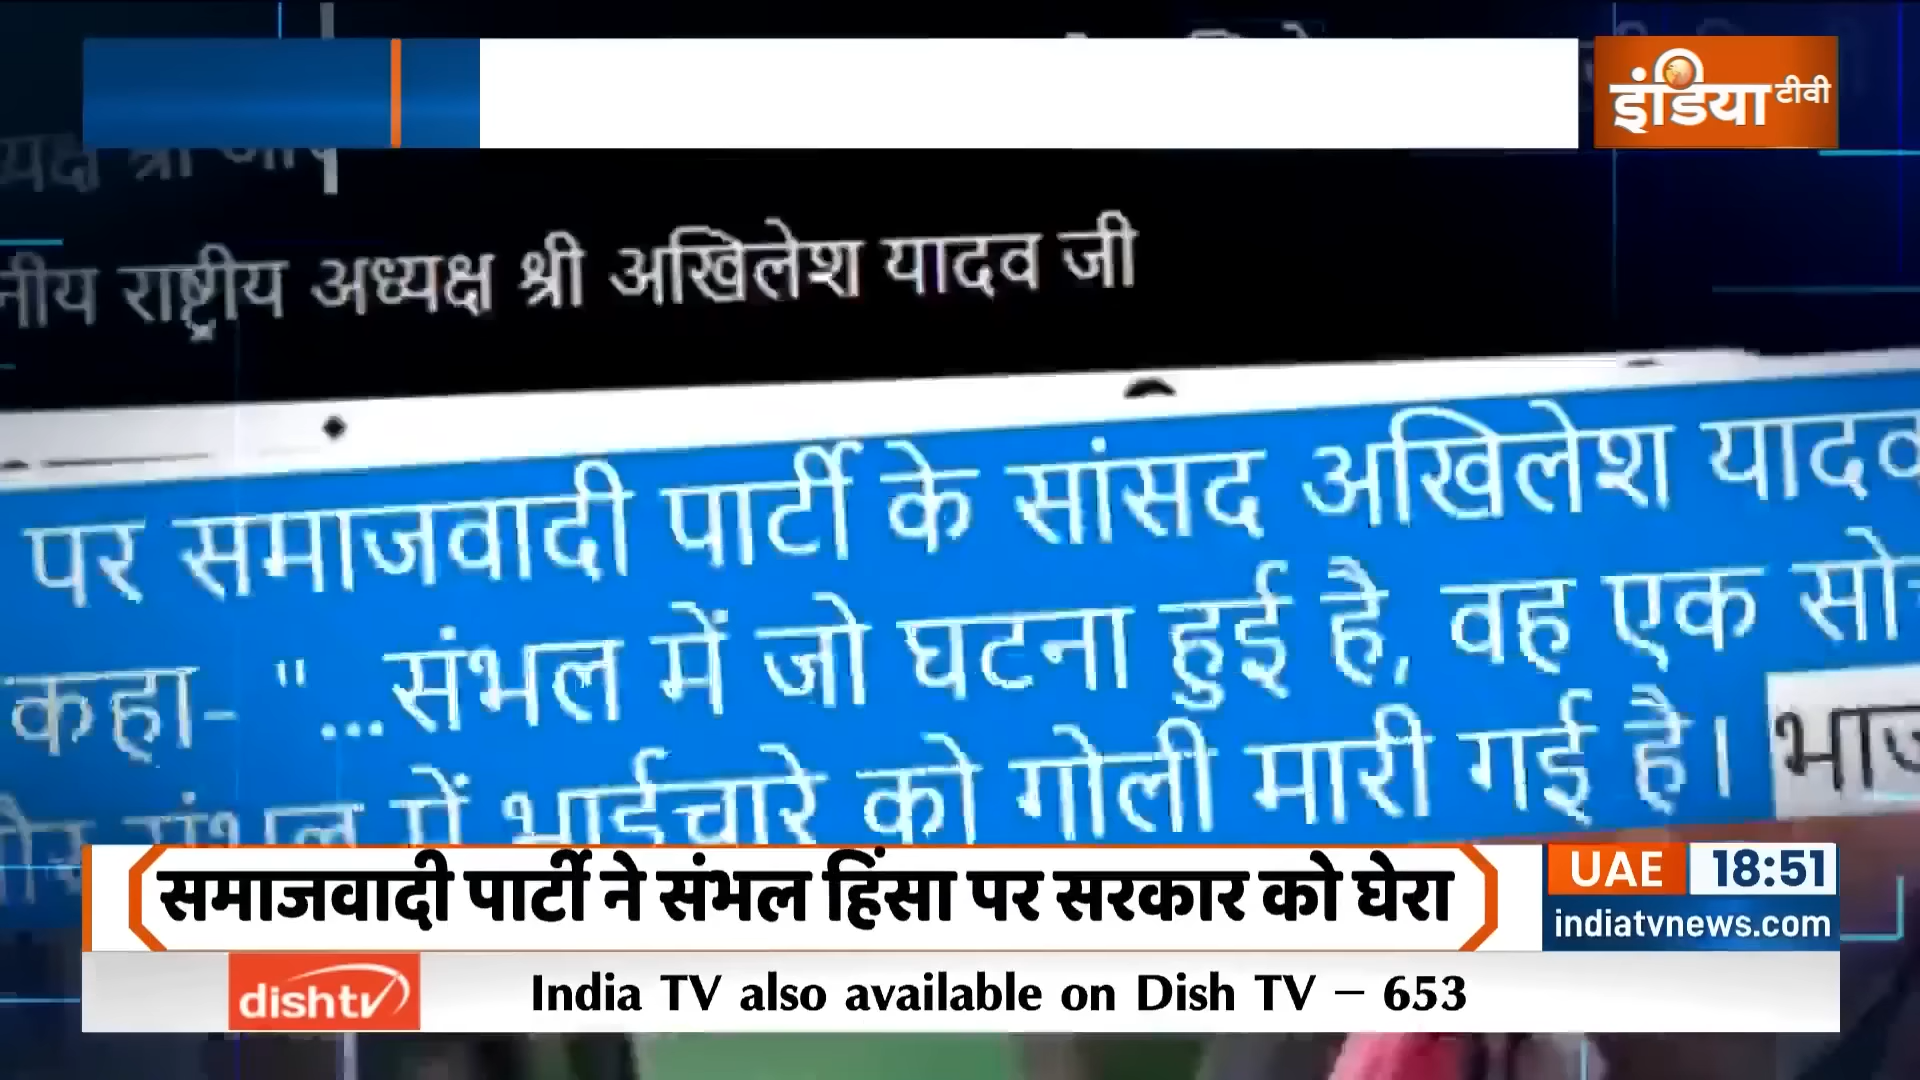 इंडिया टीवी
राष्ट्रीय अध्यक्ष श्री अखिलेश यादव जी
पर समाजवादी पार्टी के सांसद अखिलेश यादव
कहा- "...संभल में जो घटना हुई है, वह एक
संभल में भाईचारे को गोली मारी गई है।
समाजवादी पार्टी ने संभल हिंसा पर सरकार को घेरा
UAE 18:51
indiatvnews.com
dishtv
India TV also available on Dish TV – 653